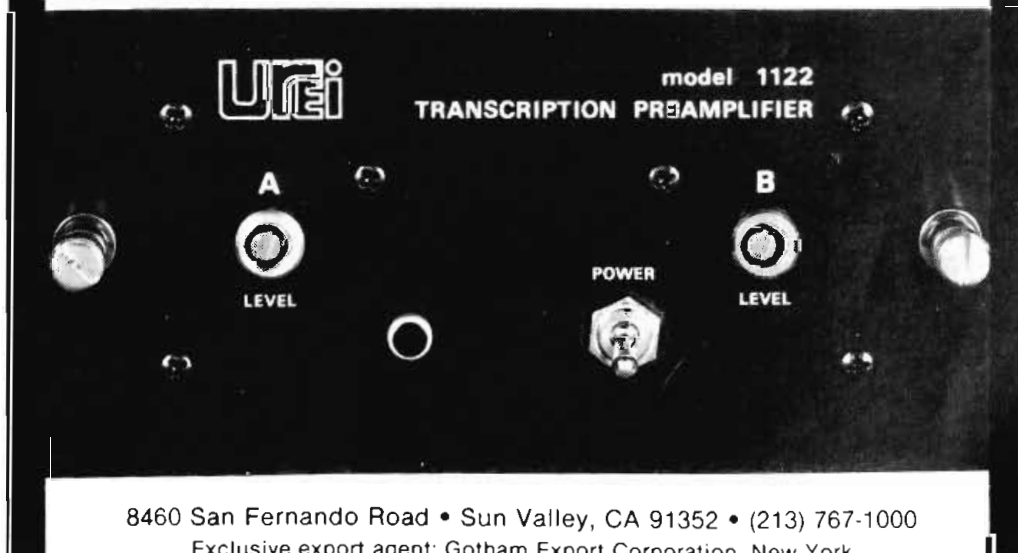 UREi
model 1122
TRANSCRIPTION PREAMPLIFIER
A
B
POWER
LEVEL
LEVEL
8460 San Fernando Road • Sun Valley, CA 91352 • (213) 767-1000
Exclusive export agent: Gotham Export Corporation, New York